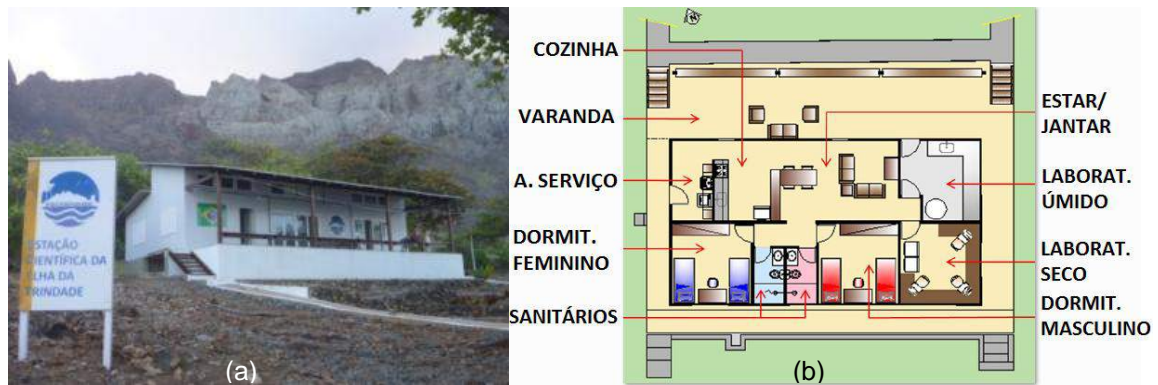 ESTAÇÃO
CIENTÍFICA DA
ILHA DA
TRINDADE
(a)
N
COZINHA
VARANDA
A. SERVIÇO
DORMIT.
FEMININO
SANITÁRIOS
ESTAR/
JANTAR
LABORAT.
ÚMIDO
LABORAT.
SECO
DORMIT.
MASCULINO
(b)